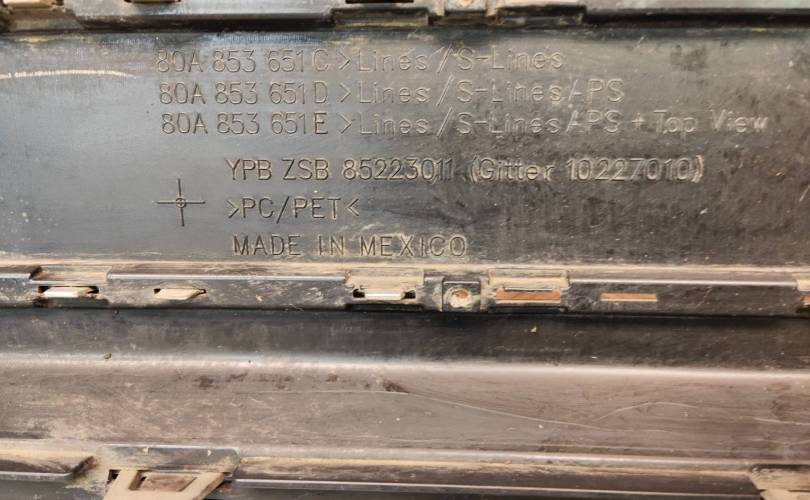 80A 853 651 C >Lines/S-Lines
80A 853 651 D >Lines/S-Lines APS
80A 853 651 E >Lines/S-Lines APS + Top View
YPB ZSB 85223011 (Gitter 10227010)
>PC/PET<
MADE IN MEXICO